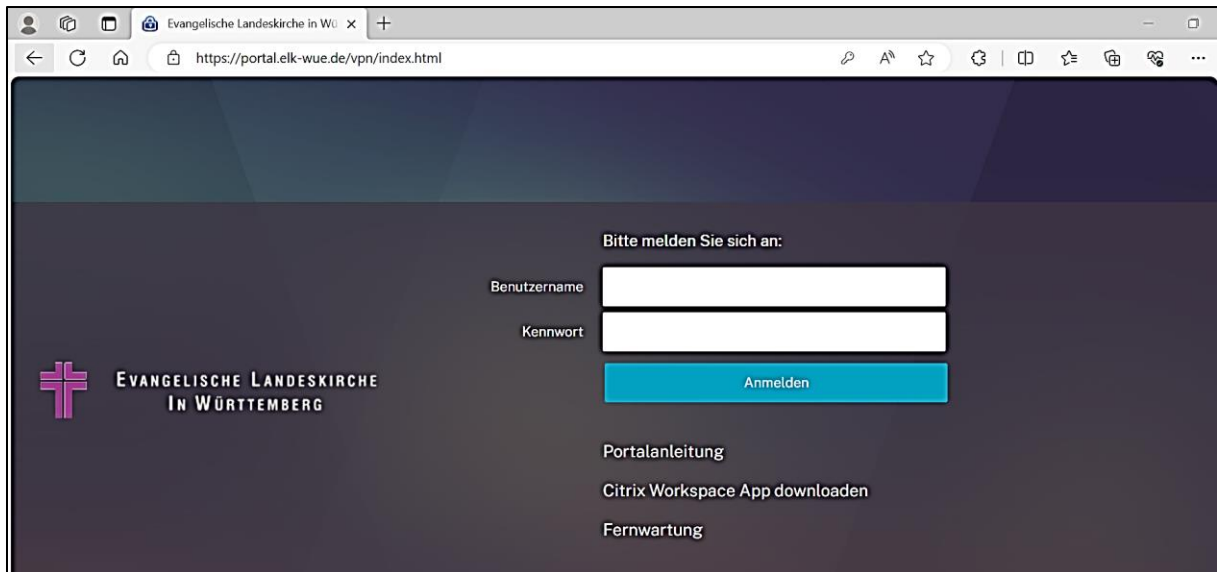 Evangelische Landeskirche in Wü
https://portal.elk-wue.de/vpn/index.html
Bitte melden Sie sich an:
Benutzername
Kennwort
Anmelden
EVANGELISCHE LANDESKIRCHE
IN WÜRTTEMBERG
Portalanleitung
Citrix Workspace App downloaden
Fernwartung